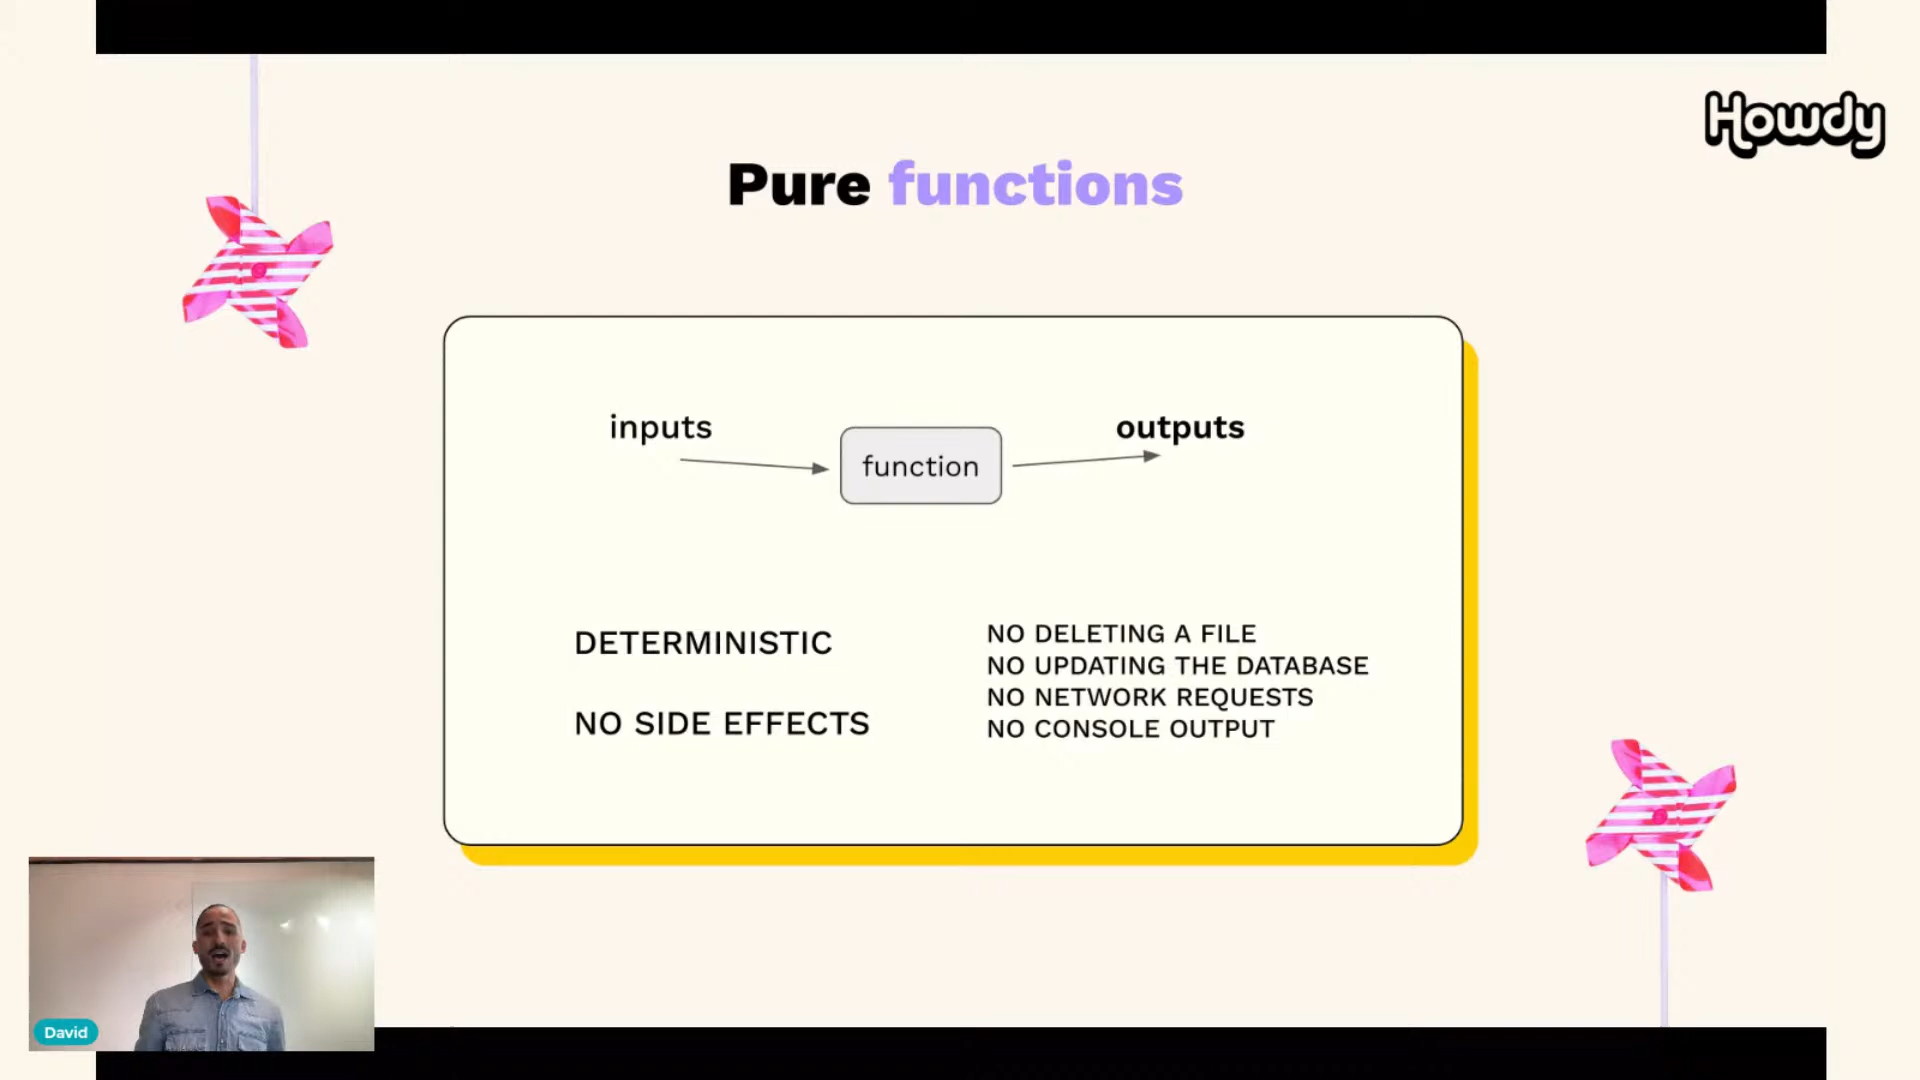 Howdy
Pure functions
inputs
outputs
function
DETERMINISTIC
NO SIDE EFFECTS
NO DELETING A FILE
NO UPDATING THE DATABASE
NO NETWORK REQUESTS
NO CONSOLE OUTPUT
David